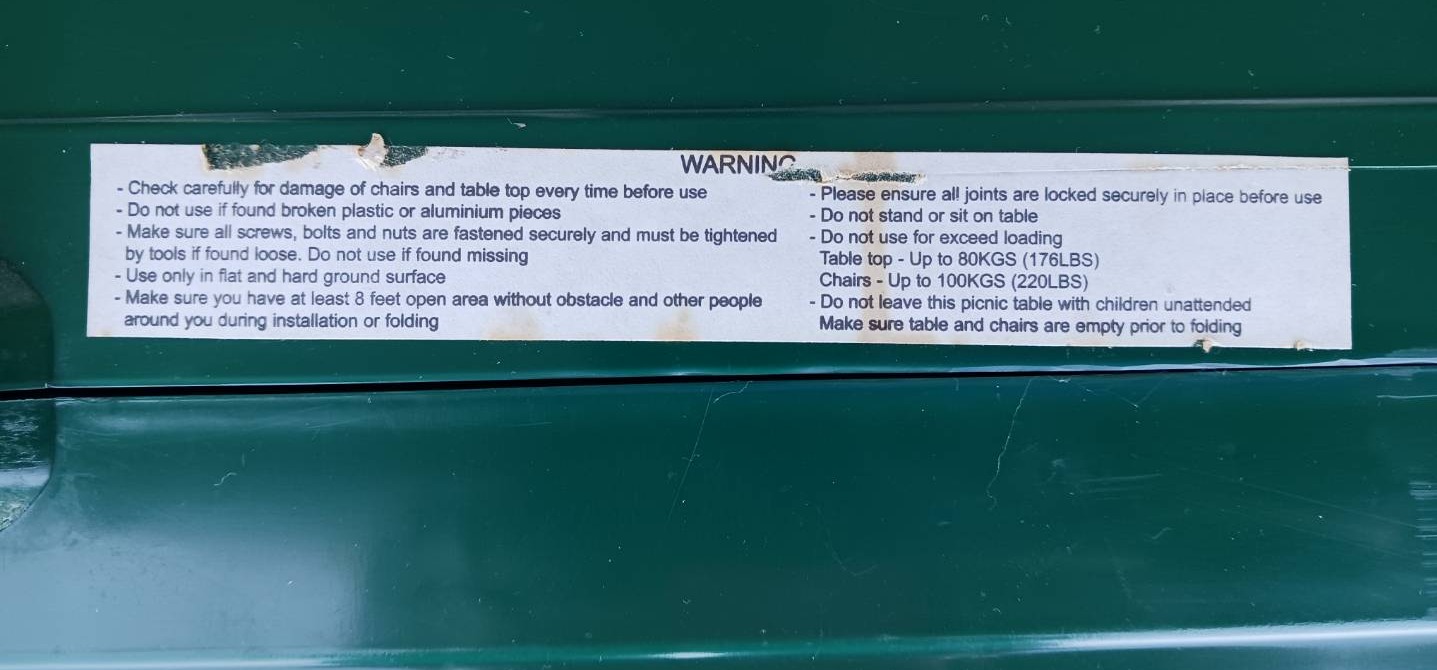 WARNING
- Check carefully for damage of chairs and table top every time before use
- Do not use if found broken plastic or aluminium pieces
- Make sure all screws, bolts and nuts are fastened securely and must be tightened
by tools if found loose. Do not use if found missing
- Use only in flat and hard ground surface
- Make sure you have at least 8 feet open area without obstacle and other people
around you during installation or folding
- Please ensure all joints are locked securely in place before use
- Do not stand or sit on table
- Do not use for exceed loading
Table top - Up to 80KGS (176LBS)
Chairs - Up to 100KGS (220LBS)
- Do not leave this picnic table with children unattended
Make sure table and chairs are empty prior to folding